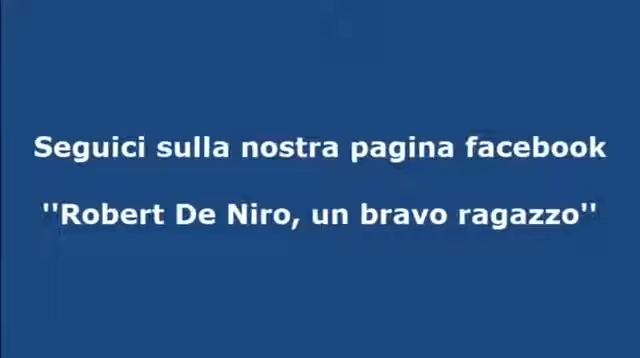 Seguici sulla nostra pagina facebook
''Robert De Niro, un bravo ragazzo''